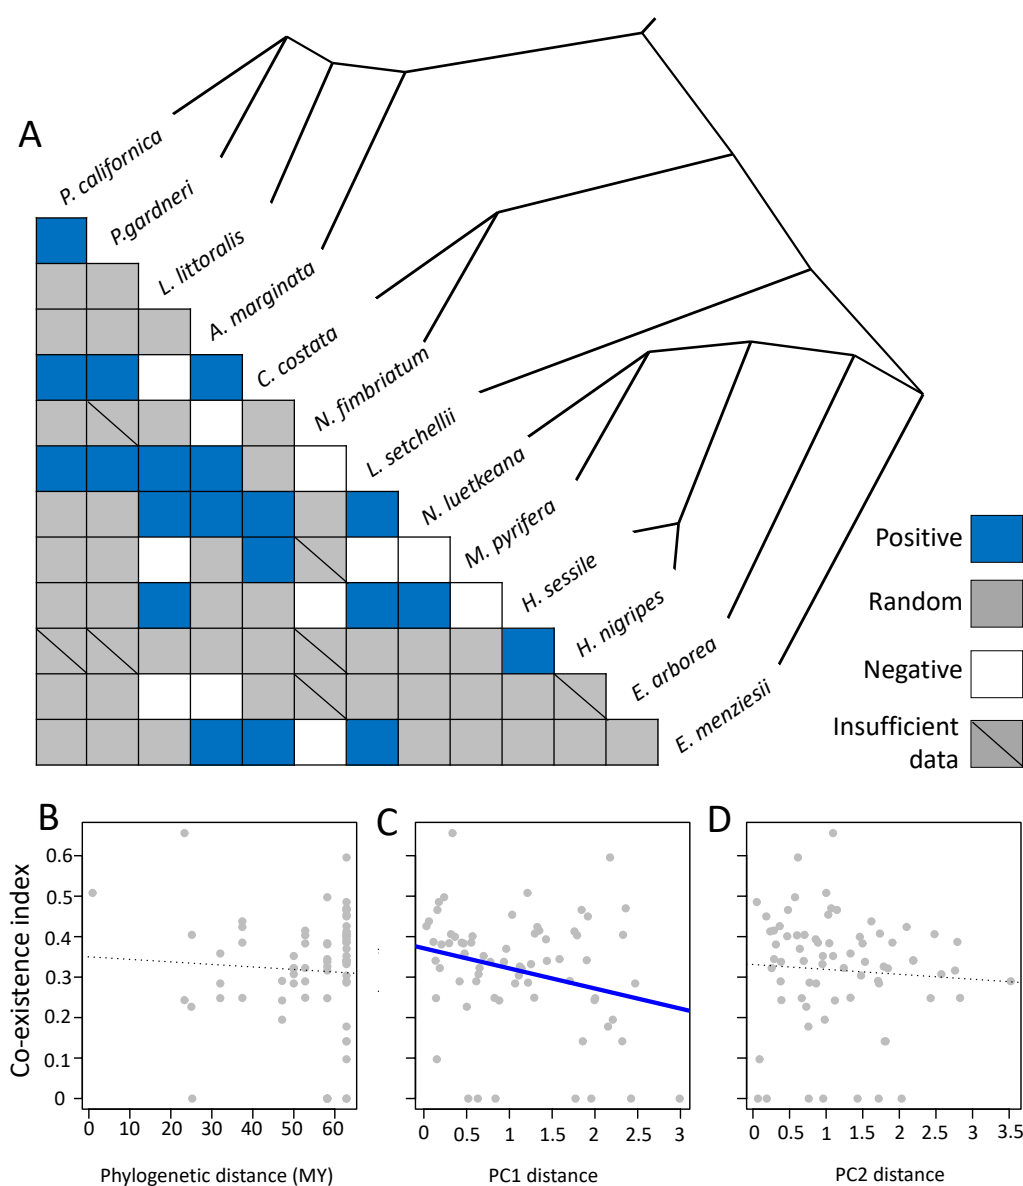 A
P. californica
P.gardneri
L. littoralis
A. marginata
C. costata
N. fimbriatum
L. setchellii
N. luetkeana
M. pyrifera
H. sessile
H. nigripes
E. arborea
E. menziesii
Positive
Random
Negative
Insufficient
data
B
C
D
Co-existence index
0.6
0.5
0.4
0.3
0.2
0.1
0
0 10 20 30 40 50 60
Phylogenetic distance (MY)
0 0.5 1 1.5 2 2.5 3
PC1 distance
0 0.5 1 1.5 2 2.5 3 3.5
PC2 distance